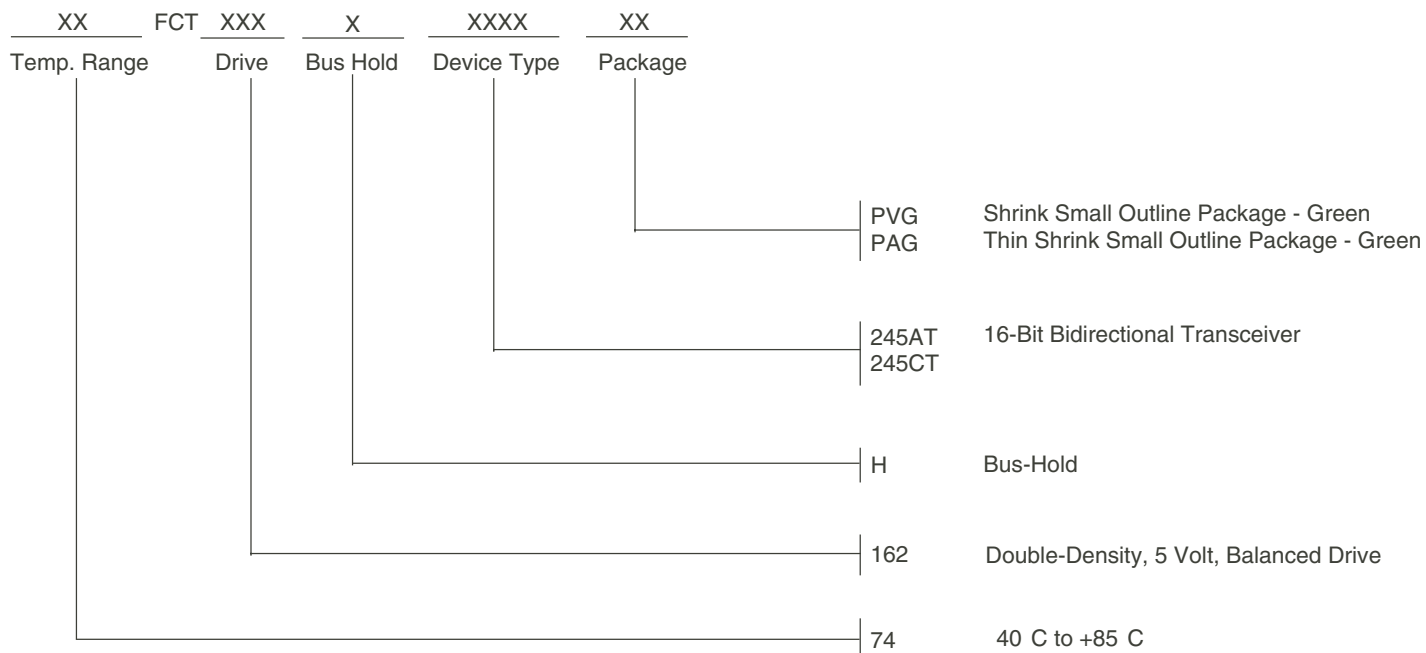 XX FCT XXX X XXXX XX
Temp. Range Drive Bus Hold Device Type Package
PVG Shrink Small Outline Package - Green
PAG Thin Shrink Small Outline Package - Green
245AT 16-Bit Bidirectional Transceiver
245CT
H Bus-Hold
162 Double-Density, 5 Volt, Balanced Drive
74 40 C to +85 C